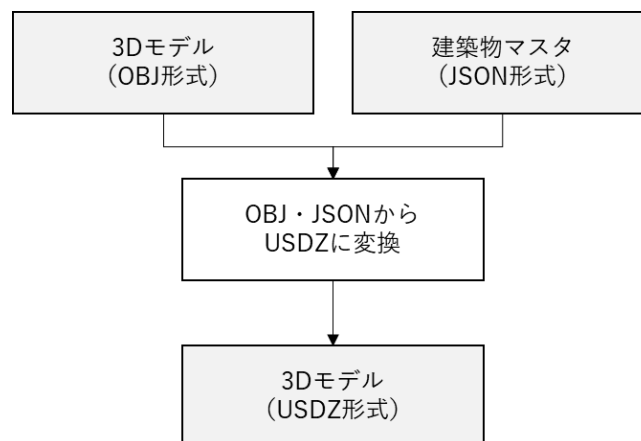 3Dモデル
（OBJ形式）
建築物マスタ
（JSON形式）
OBJ・JSONから
USDZに変換
3Dモデル
（USDZ形式）